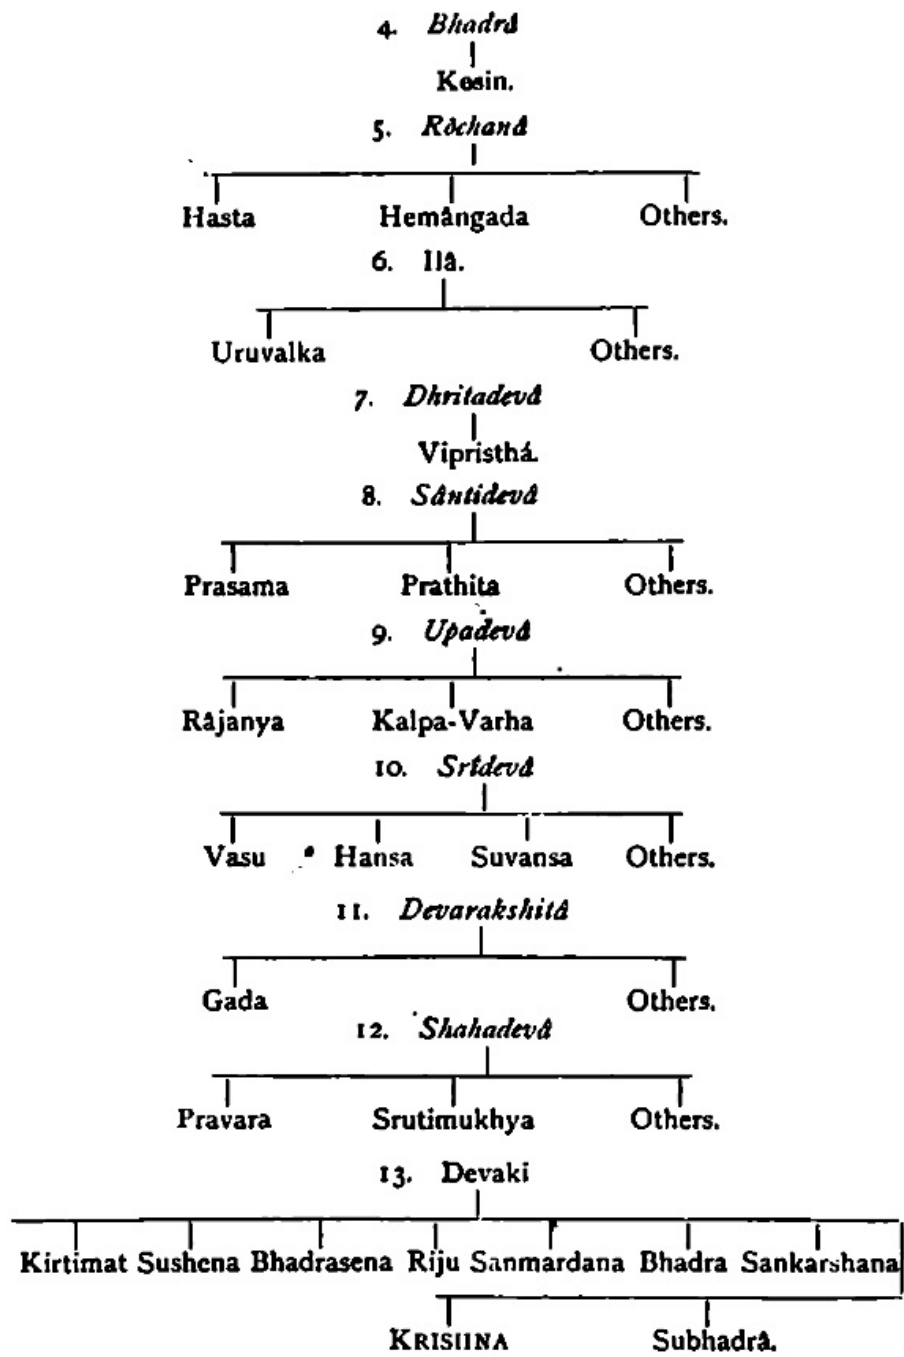 4. Bhadrâ
Kesin.
5. Rôchanâ
Hasta Hemângada Others.
6. Ilâ.
Uruvalka Others.
7. Dhritadevâ
Vipristhâ.
8. Sântidevâ
Prasama Prathita Others.
9. Upadevâ
Râjanya Kalpa-Varha Others.
10. Srîdevâ
Vasu Hansa Suvansa Others.
11. Devarakshitâ
Gada Others.
12. Shahadevâ
Pravara Srutimukhya Others.
13. Devaki
Kirtimat Sushena Bhadrasena Riju Sanmardana Bhadra Sankarshana
KRISHNA Subhadrâ.